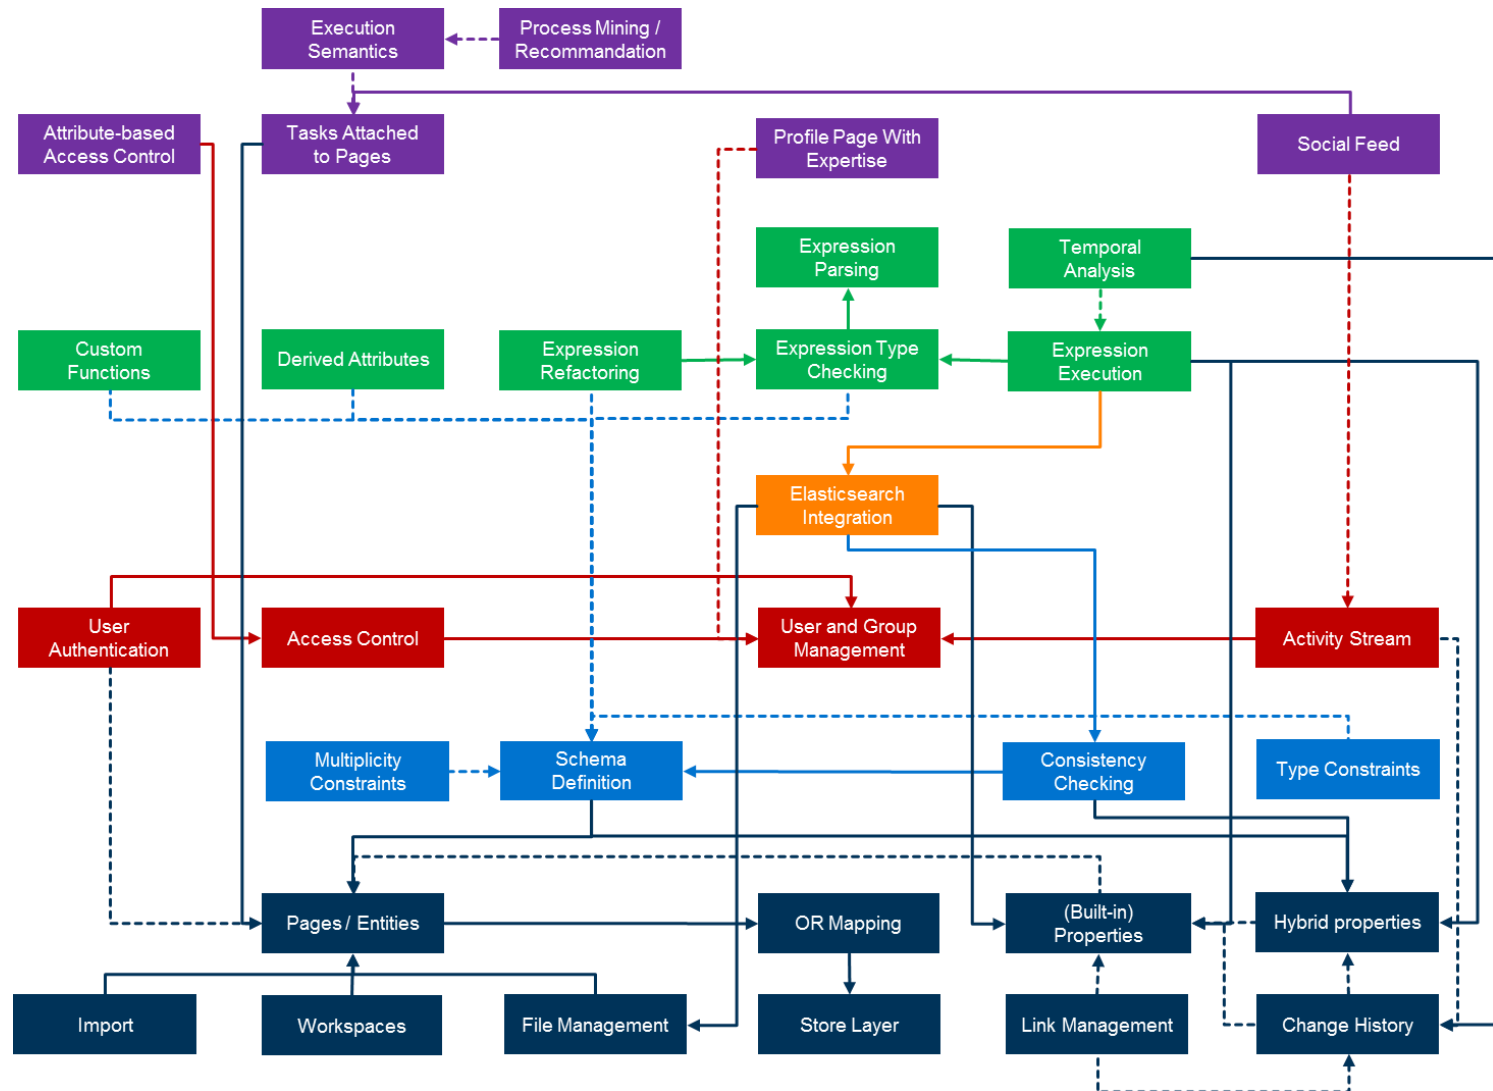 Execution
Semantics
Process Mining /
Recommandation
Attribute-based
Access Control
Tasks Attached
to Pages
Profile Page With
Expertise
Social Feed
Expression
Parsing
Temporal
Analysis
Custom
Functions
Derived Attributes
Expression
Refactoring
Expression Type
Checking
Expression
Execution
Elasticsearch
Integration
User
Authentication
Access Control
User and Group
Management
Activity Stream
Multiplicity
Constraints
Schema
Definition
Consistency
Checking
Type Constraints
Pages / Entities
OR Mapping
(Built-in)
Properties
Hybrid properties
Import
Workspaces
File Management
Store Layer
Link Management
Change History